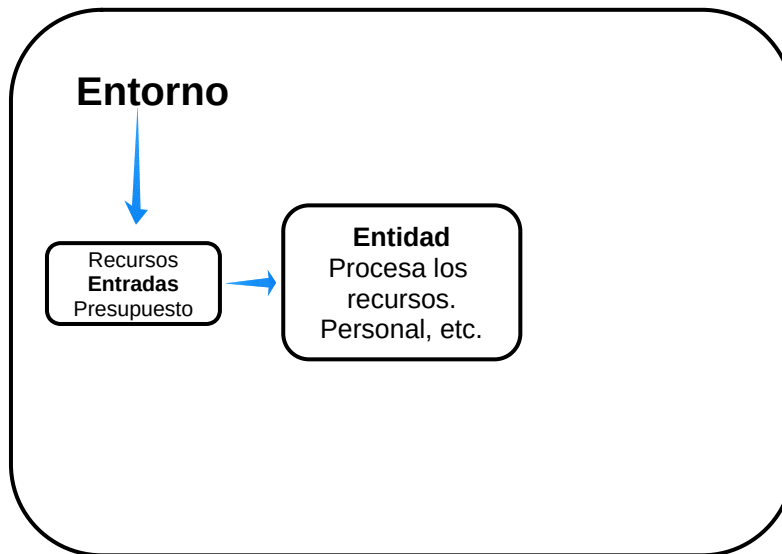 Entorno
Recursos
Entradas
Presupuesto
Entidad
Procesa los
recursos.
Personal, etc.